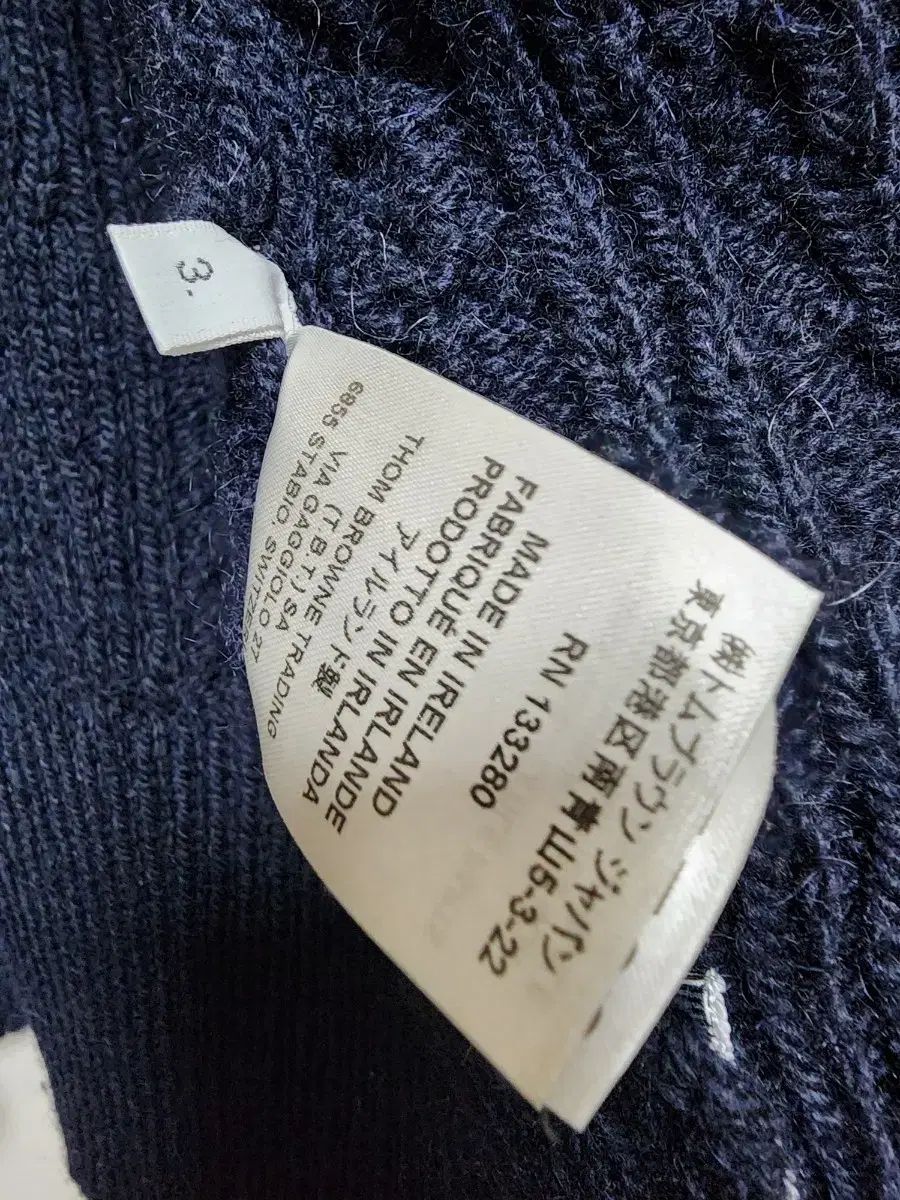 3
㈱トムブラウン ジャパン
東京都港区南青山5-3-22
RN 133280
MADE IN IRELAND
FABRIQUÉ EN IRLANDE
PRODOTTO IN IRLANDA
アイルランド製
THOM BROWNE TRADING
(T.B.T.) SA
VIA GAGGIOLO 27
6855 STABIO,